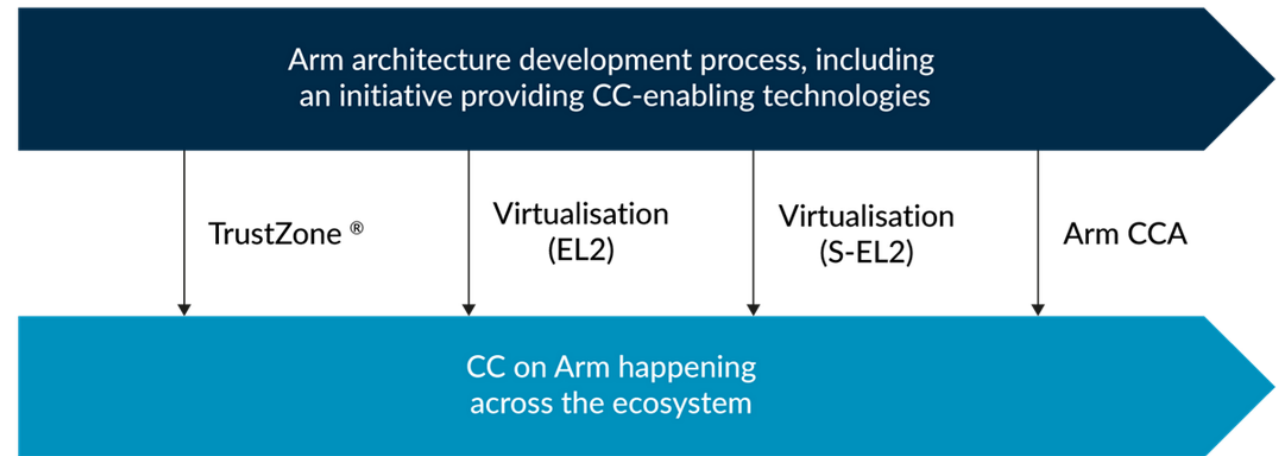 Arm architecture development process, including
an initiative providing CC-enabling technologies
TrustZone ®
Virtualisation
(EL2)
Virtualisation
(S-EL2)
Arm CCA
CC on Arm happening
across the ecosystem